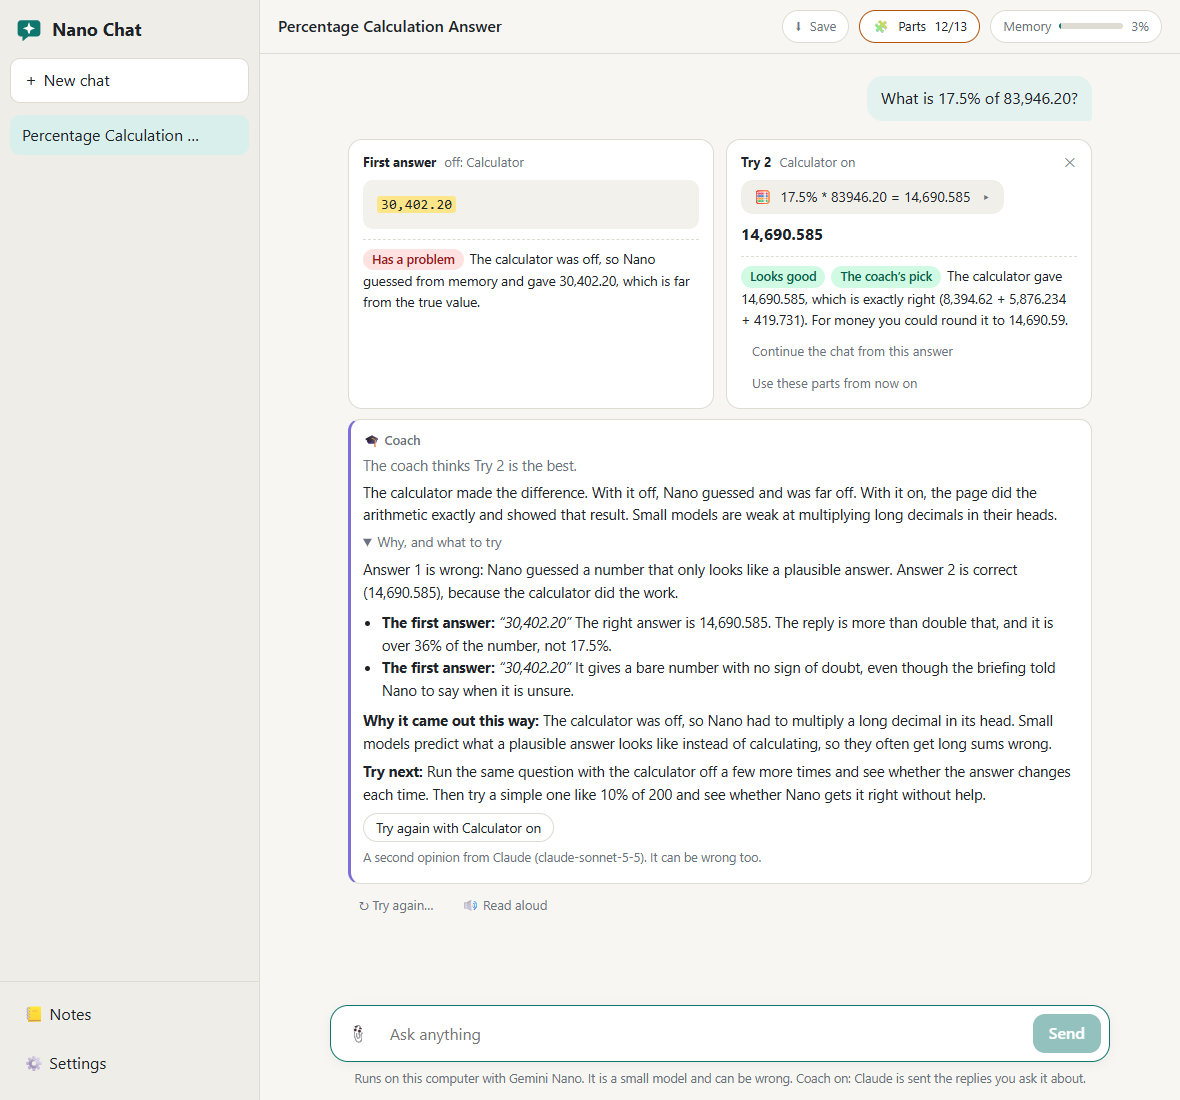 Nano Chat
+ New chat
Percentage Calculation ...
Notes
Settings
Percentage Calculation Answer
Save
Parts 12/13
Memory 3%
What is 17.5% of 83,946.20?
First answer off: Calculator
30,402.20
Has a problem The calculator was off, so Nano
guessed from memory and gave 30,402.20, which is far
from the true value.
Try 2 Calculator on
17.5% * 83946.20 = 14,690.585
14,690.585
Looks good The coach's pick The calculator gave
14,690.585, which is exactly right (8,394.62 + 5,876.234
+ 419.731). For money you could round it to 14,690.59.
Continue the chat from this answer
Use these parts from now on
Coach
The coach thinks Try 2 is the best.
The calculator made the difference. With it off, Nano guessed and was far off. With it on, the page did the
arithmetic exactly and showed that result. Small models are weak at multiplying long decimals in their heads.
Why, and what to try
Answer 1 is wrong: Nano guessed a number that only looks like a plausible answer. Answer 2 is correct
(14,690.585), because the calculator did the work.
• The first answer: “30,402.20” The right answer is 14,690.585. The reply is more than double that, and it is
over 36% of the number, not 17.5%.
• The first answer: “30,402.20” It gives a bare number with no sign of doubt, even though the briefing told
Nano to say when it is unsure.
Why it came out this way: The calculator was off, so Nano had to multiply a long decimal in its head. Small
models predict what a plausible answer looks like instead of calculating, so they often get long sums wrong.
Try next: Run the same question with the calculator off a few more times and see whether the answer changes
each time. Then try a simple one like 10% of 200 and see whether Nano gets it right without help.
Try again with Calculator on
A second opinion from Claude (claude-sonnet-5-5). It can be wrong too.
Try again... Read aloud
Ask anything
Send
Runs on this computer with Gemini Nano. It is a small model and can be wrong. Coach on: Claude is sent the replies you ask it about.